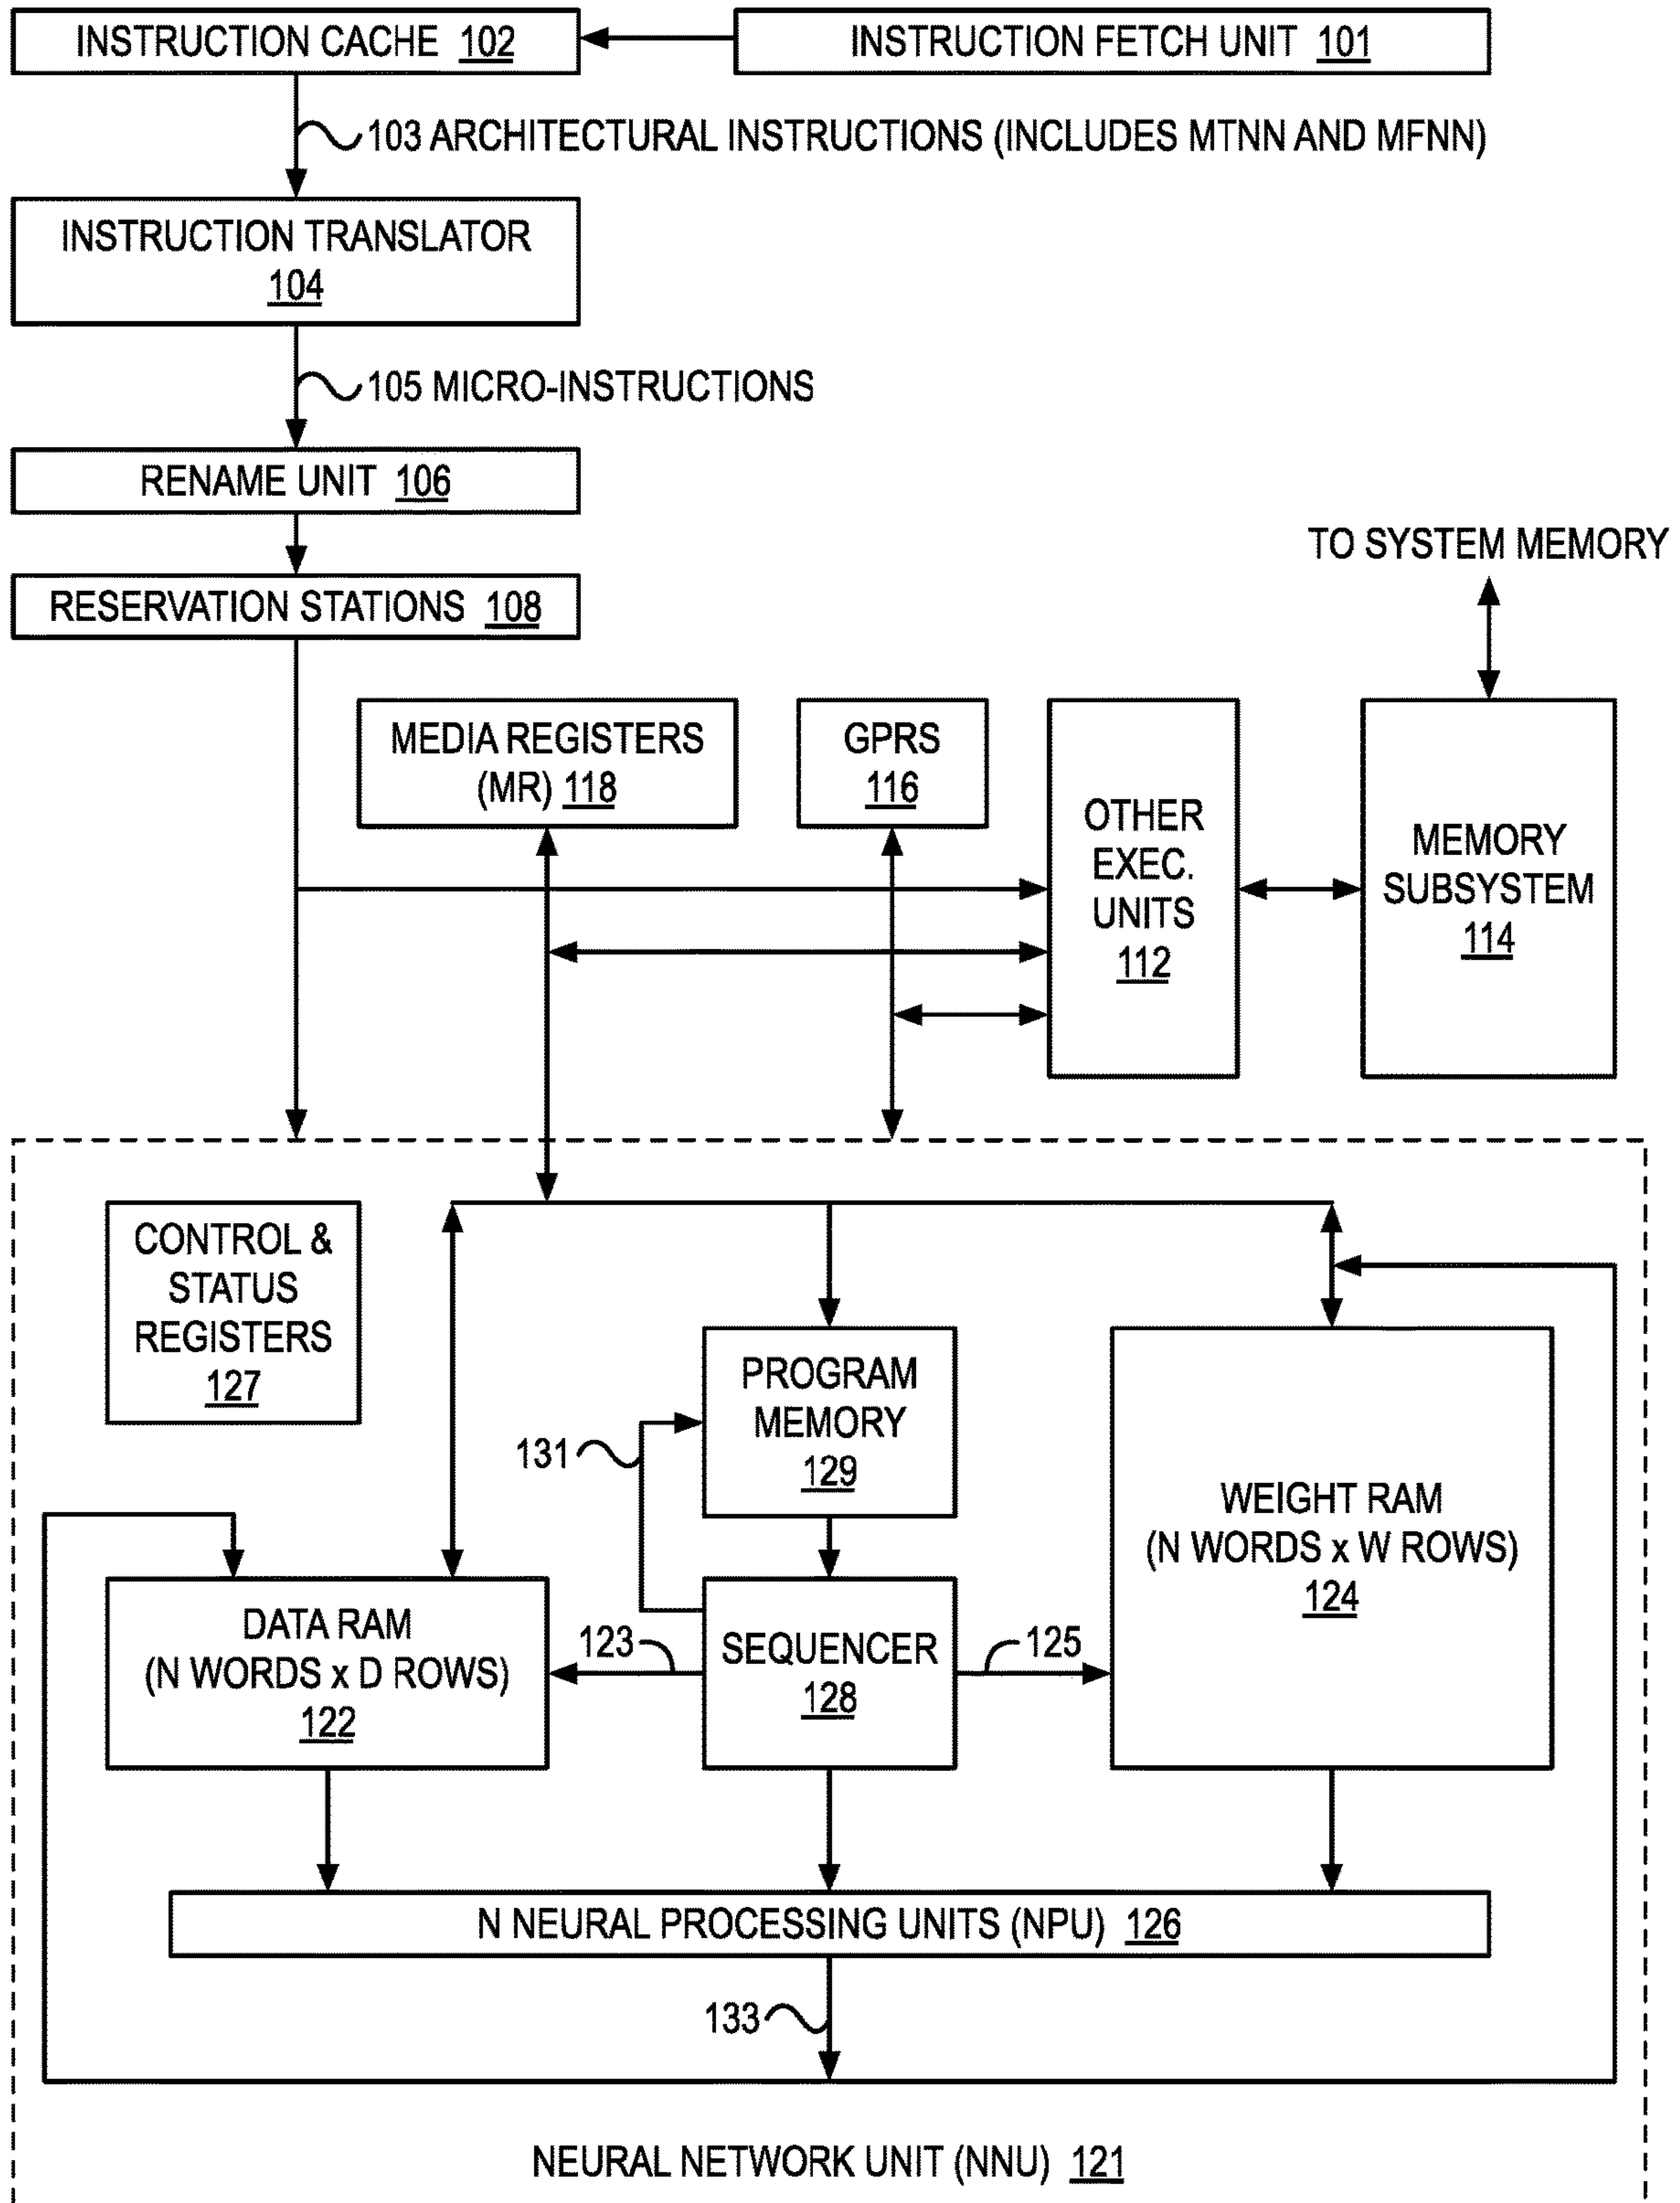 INSTRUCTION CACHE 102
INSTRUCTION FETCH UNIT 101
103 ARCHITECTURAL INSTRUCTIONS (INCLUDES MTNN AND MFNN)
INSTRUCTION TRANSLATOR
104
105 MICRO-INSTRUCTIONS
RENAME UNIT 106
RESERVATION STATIONS 108
TO SYSTEM MEMORY
MEDIA REGISTERS
(MR) 118
GPRS
116
OTHER
EXEC.
UNITS
112
MEMORY
SUBSYSTEM
114
CONTROL &
STATUS
REGISTERS
127
PROGRAM
MEMORY
129
131
WEIGHT RAM
(N WORDS x W ROWS)
124
DATA RAM
(N WORDS x D ROWS)
122
123
SEQUENCER
128
125
N NEURAL PROCESSING UNITS (NPU) 126
133
NEURAL NETWORK UNIT (NNU) 121